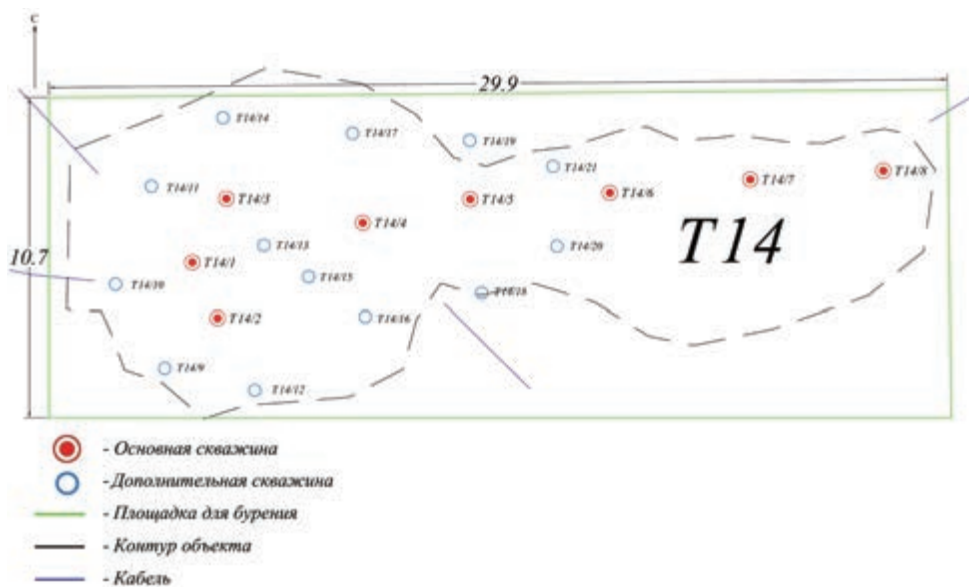 с
29.9
T14/14
T14/17
T14/19
T14/21
T14/8
T14/7
T14/11
T14/6
T14/3
T14/5
T14/4
T14
T14/13
T14/20
10.7
T14/1
T14/15
T14/10
T14/18
T14/2
T14/16
T14/9
T14/12
- Основная скважина
- Дополнительная скважина
- Площадка для бурения
- Контур объекта
- Кабель